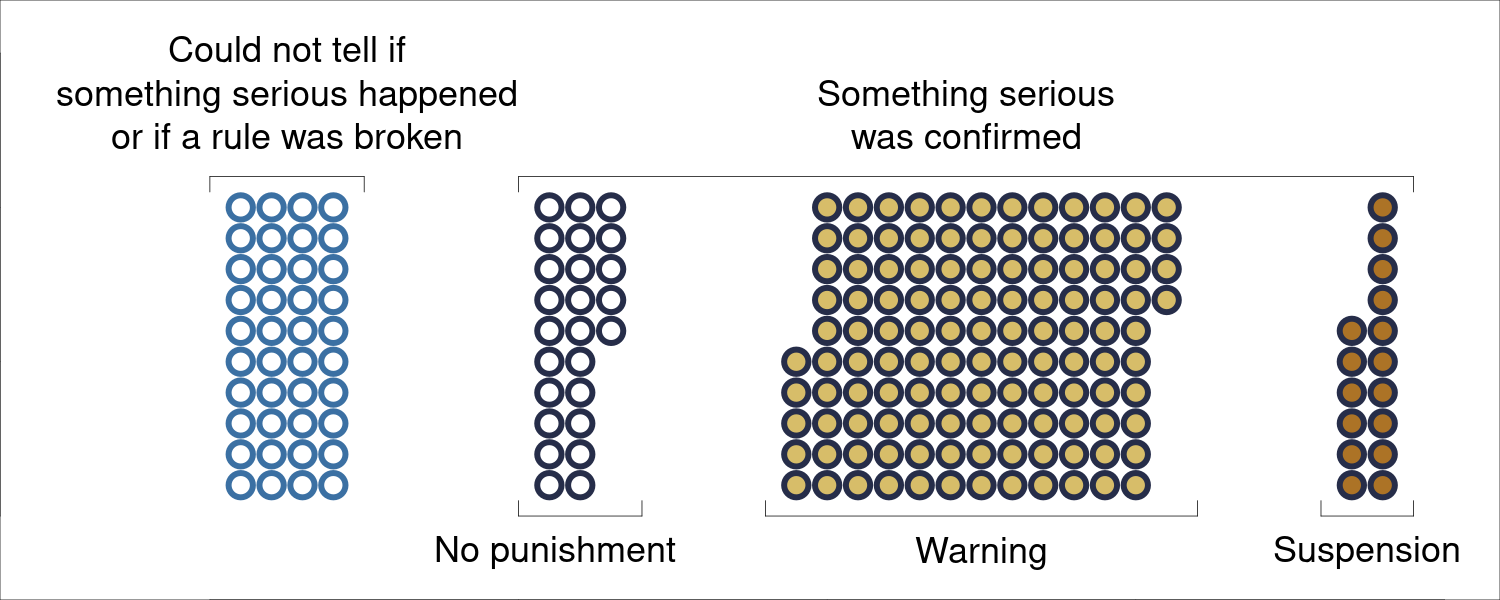 Could not tell if
something serious happened
or if a rule was broken
Something serious
was confirmed
No punishment
Warning
Suspension